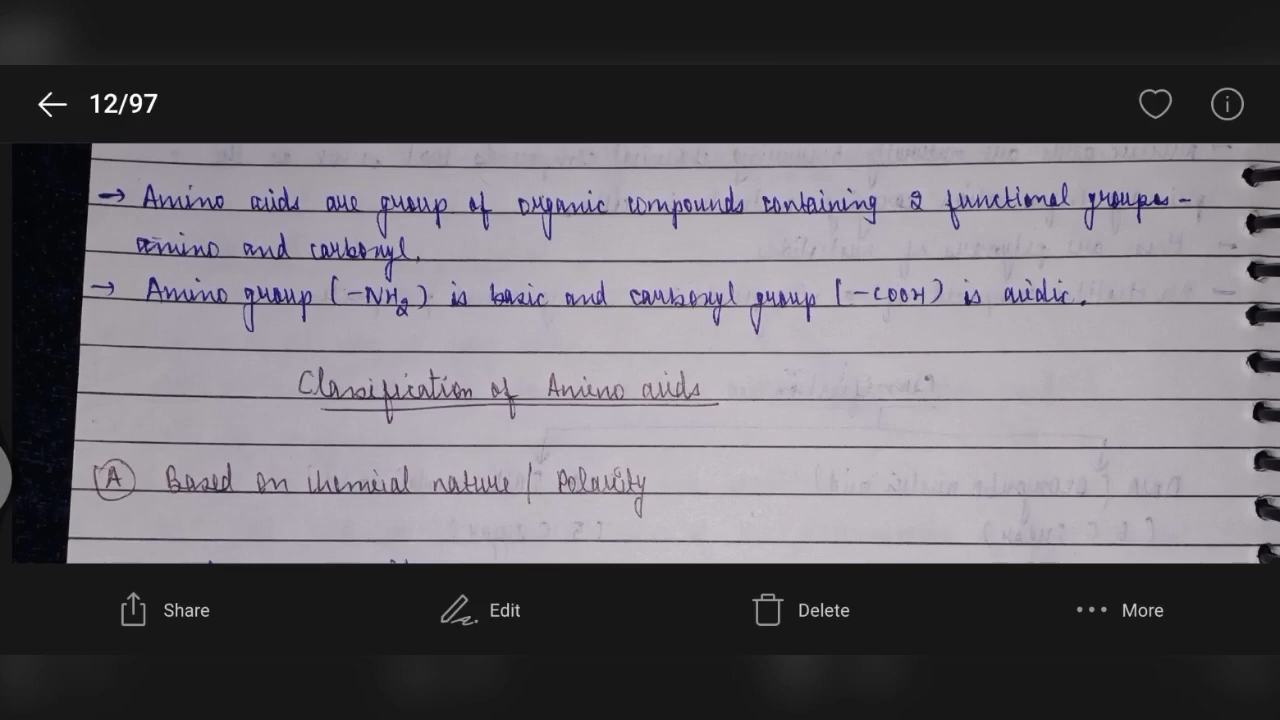 12/97
→ Amino acids are group of organic compounds containing 2 functional groups -
amino and carboxyl.
→ Amino group (-NH2) is basic and carboxyl group (-COOH) is acidic.
Classification of Amino acids
(A) Based on chemical nature / Polarity
Share Edit Delete More